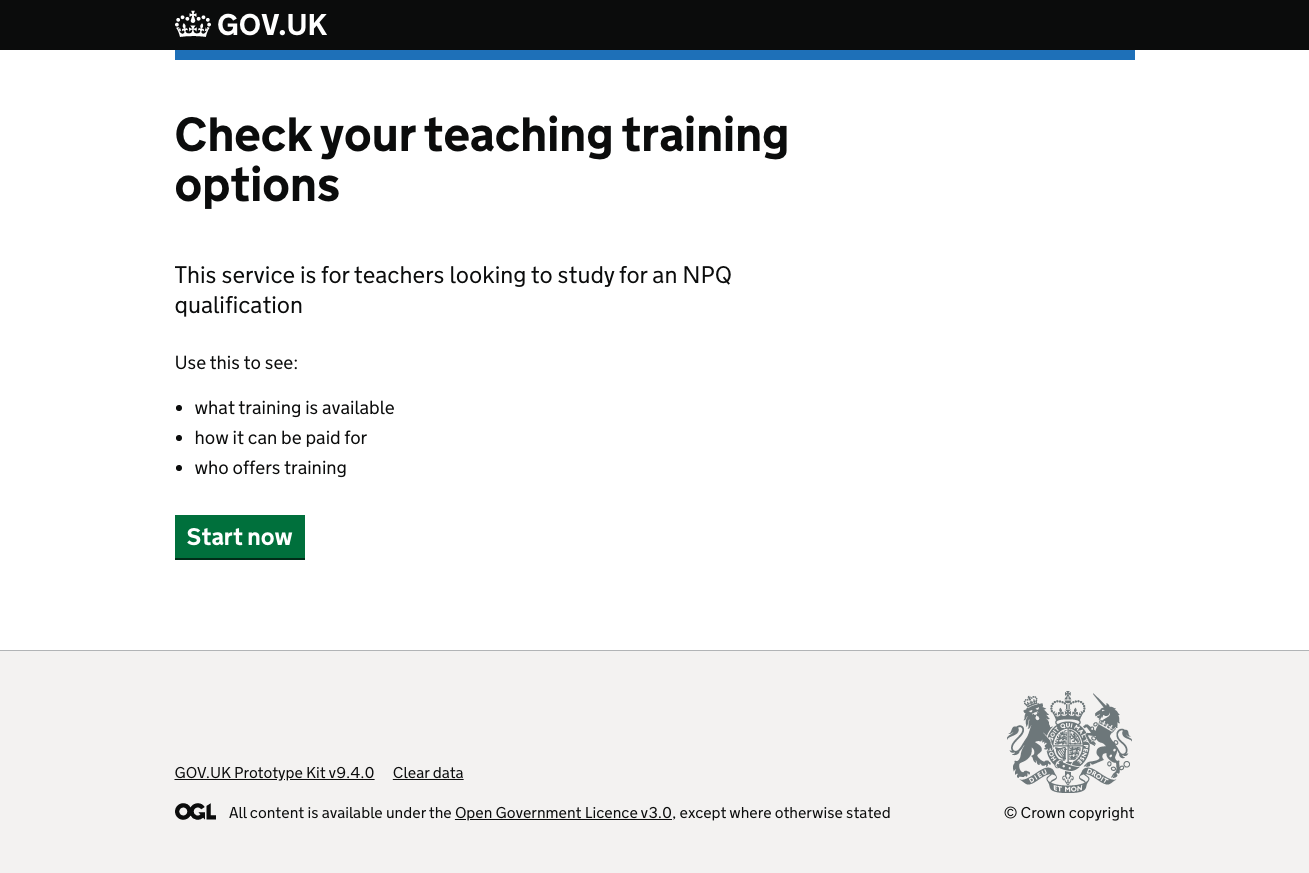 GOV.UK
Check your teaching training
options
This service is for teachers looking to study for an NPQ
qualification
Use this to see:
what training is available
how it can be paid for
who offers training
Start now
GOV.UK Prototype Kit v9.4.0 Clear data
OGL All content is available under the Open Government Licence v3.0, except where otherwise stated
DIEU ET MON DROIT
© Crown copyright